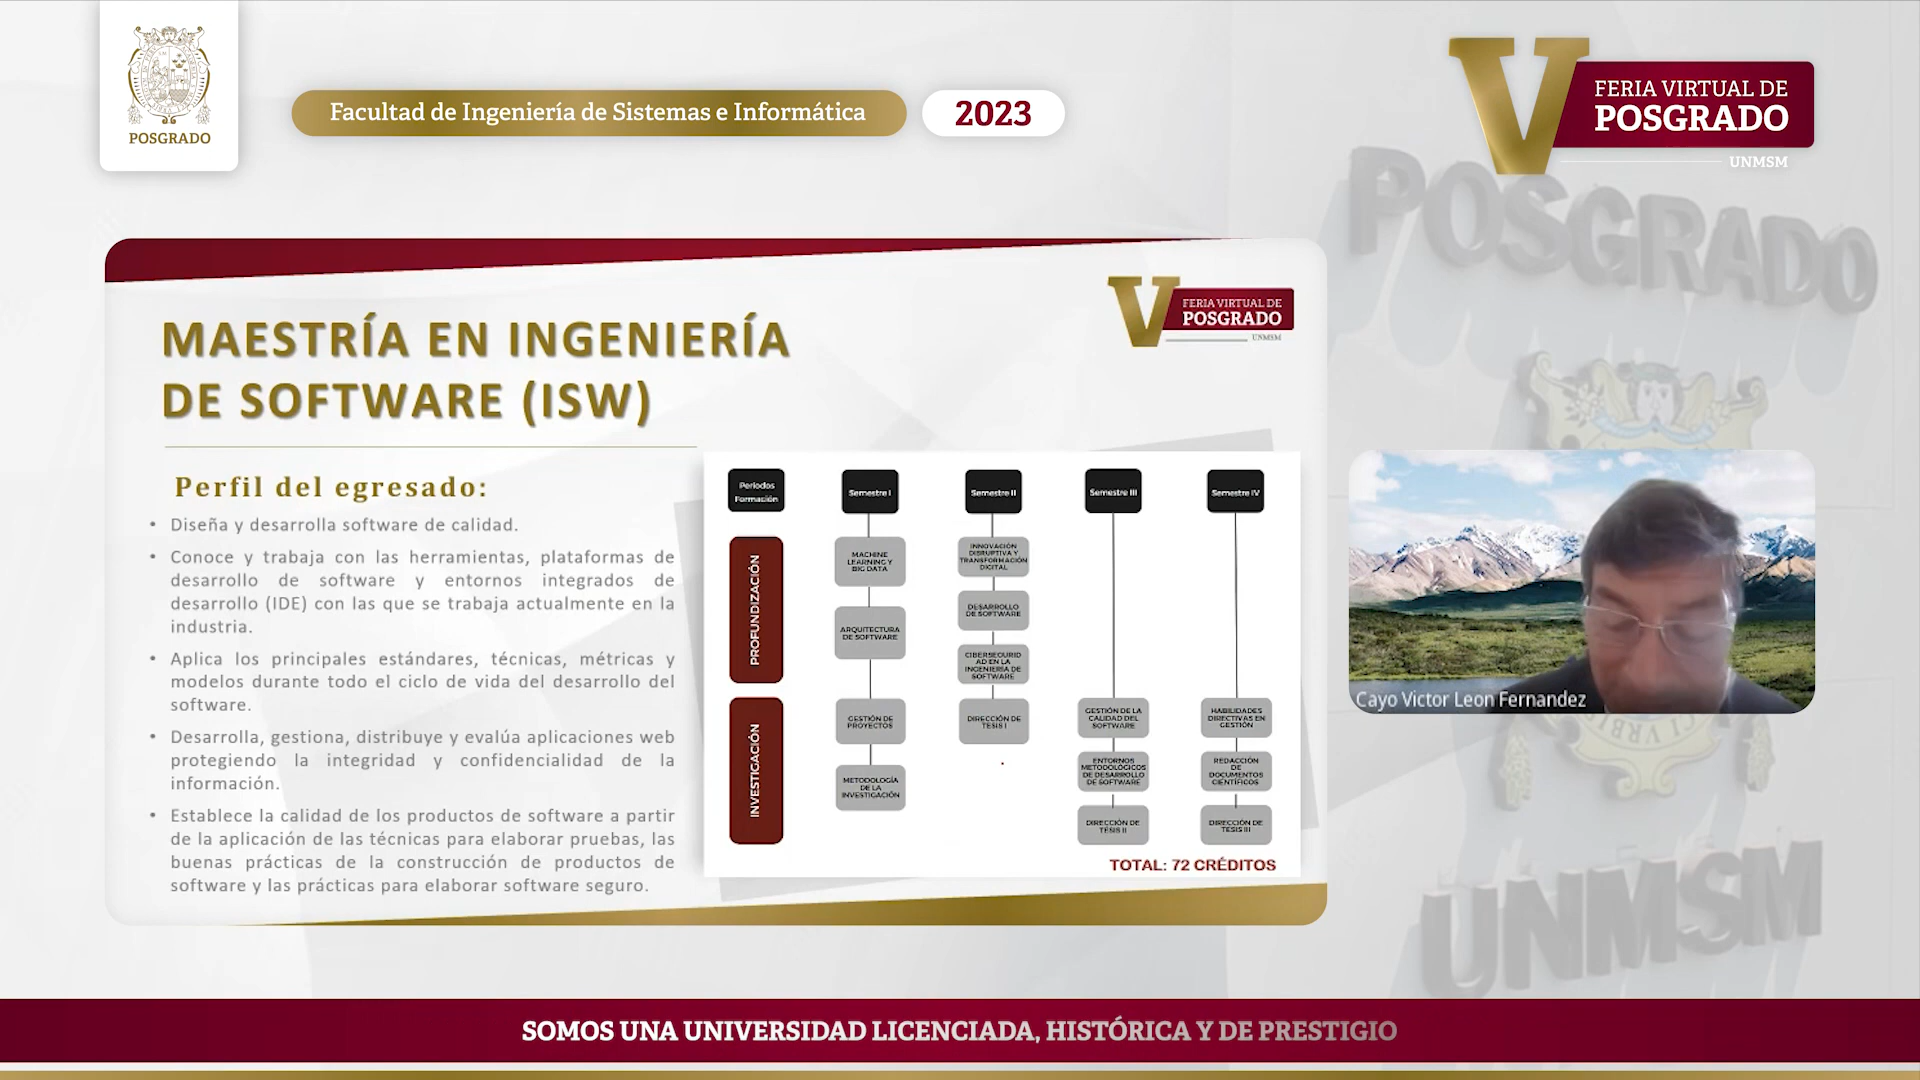 POSGRADO
Facultad de Ingeniería de Sistemas e Informática
2023
V
FERIA VIRTUAL DE
POSGRADO
UNMSM
POSGRADO
UNMSM
V
FERIA VIRTUAL DE
POSGRADO
UNMSM
MAESTRÍA EN INGENIERÍA
DE SOFTWARE (ISW)
Perfil del egresado:
• Diseña y desarrolla software de calidad.
• Conoce y trabaja con las herramientas, plataformas de
desarrollo de software y entornos integrados de
desarrollo (IDE) con las que se trabaja actualmente en la
industria.
• Aplica los principales estándares, técnicas, métricas y
modelos durante todo el ciclo de vida del desarrollo del
software.
• Desarrolla, gestiona, distribuye y evalúa aplicaciones web
protegiendo la integridad y confidencialidad de la
información.
• Establece la calidad de los productos de software a partir
de la aplicación de las técnicas para elaborar pruebas, las
buenas prácticas de la construcción de productos de
software y las prácticas para elaborar software seguro.
Periodos
Formación
Semestre I
Semestre II
Semestre III
Semestre IV
PROFUNDIZACIÓN
MACHINE
LEARNING Y
BIG DATA
ARQUITECTURA
DE SOFTWARE
INNOVACIÓN
DISRUPTIVA Y
TRANSFORMACIÓN
DIGITAL
DESARROLLO
DE SOFTWARE
CIBERSEGURID
AD EN LA
INGENIERÍA DE
SOFTWARE
INVESTIGACIÓN
GESTIÓN DE
PROYECTOS
METODOLOGÍA
DE LA
INVESTIGACIÓN
DIRECCIÓN DE
TESIS I
GESTIÓN DE LA
CALIDAD DEL
SOFTWARE
ENTORNOS
METODOLÓGICOS
DE DESARROLLO
DE SOFTWARE
DIRECCIÓN DE
TESIS II
HABILIDADES
DIRECTIVAS EN
GESTIÓN
REDACCIÓN
DE
DOCUMENTOS
CIENTÍFICOS
DIRECCIÓN DE
TESIS III
TOTAL: 72 CRÉDITOS
Cayo Victor Leon Fernandez
SOMOS UNA UNIVERSIDAD LICENCIADA, HISTÓRICA Y DE PRESTIGIO